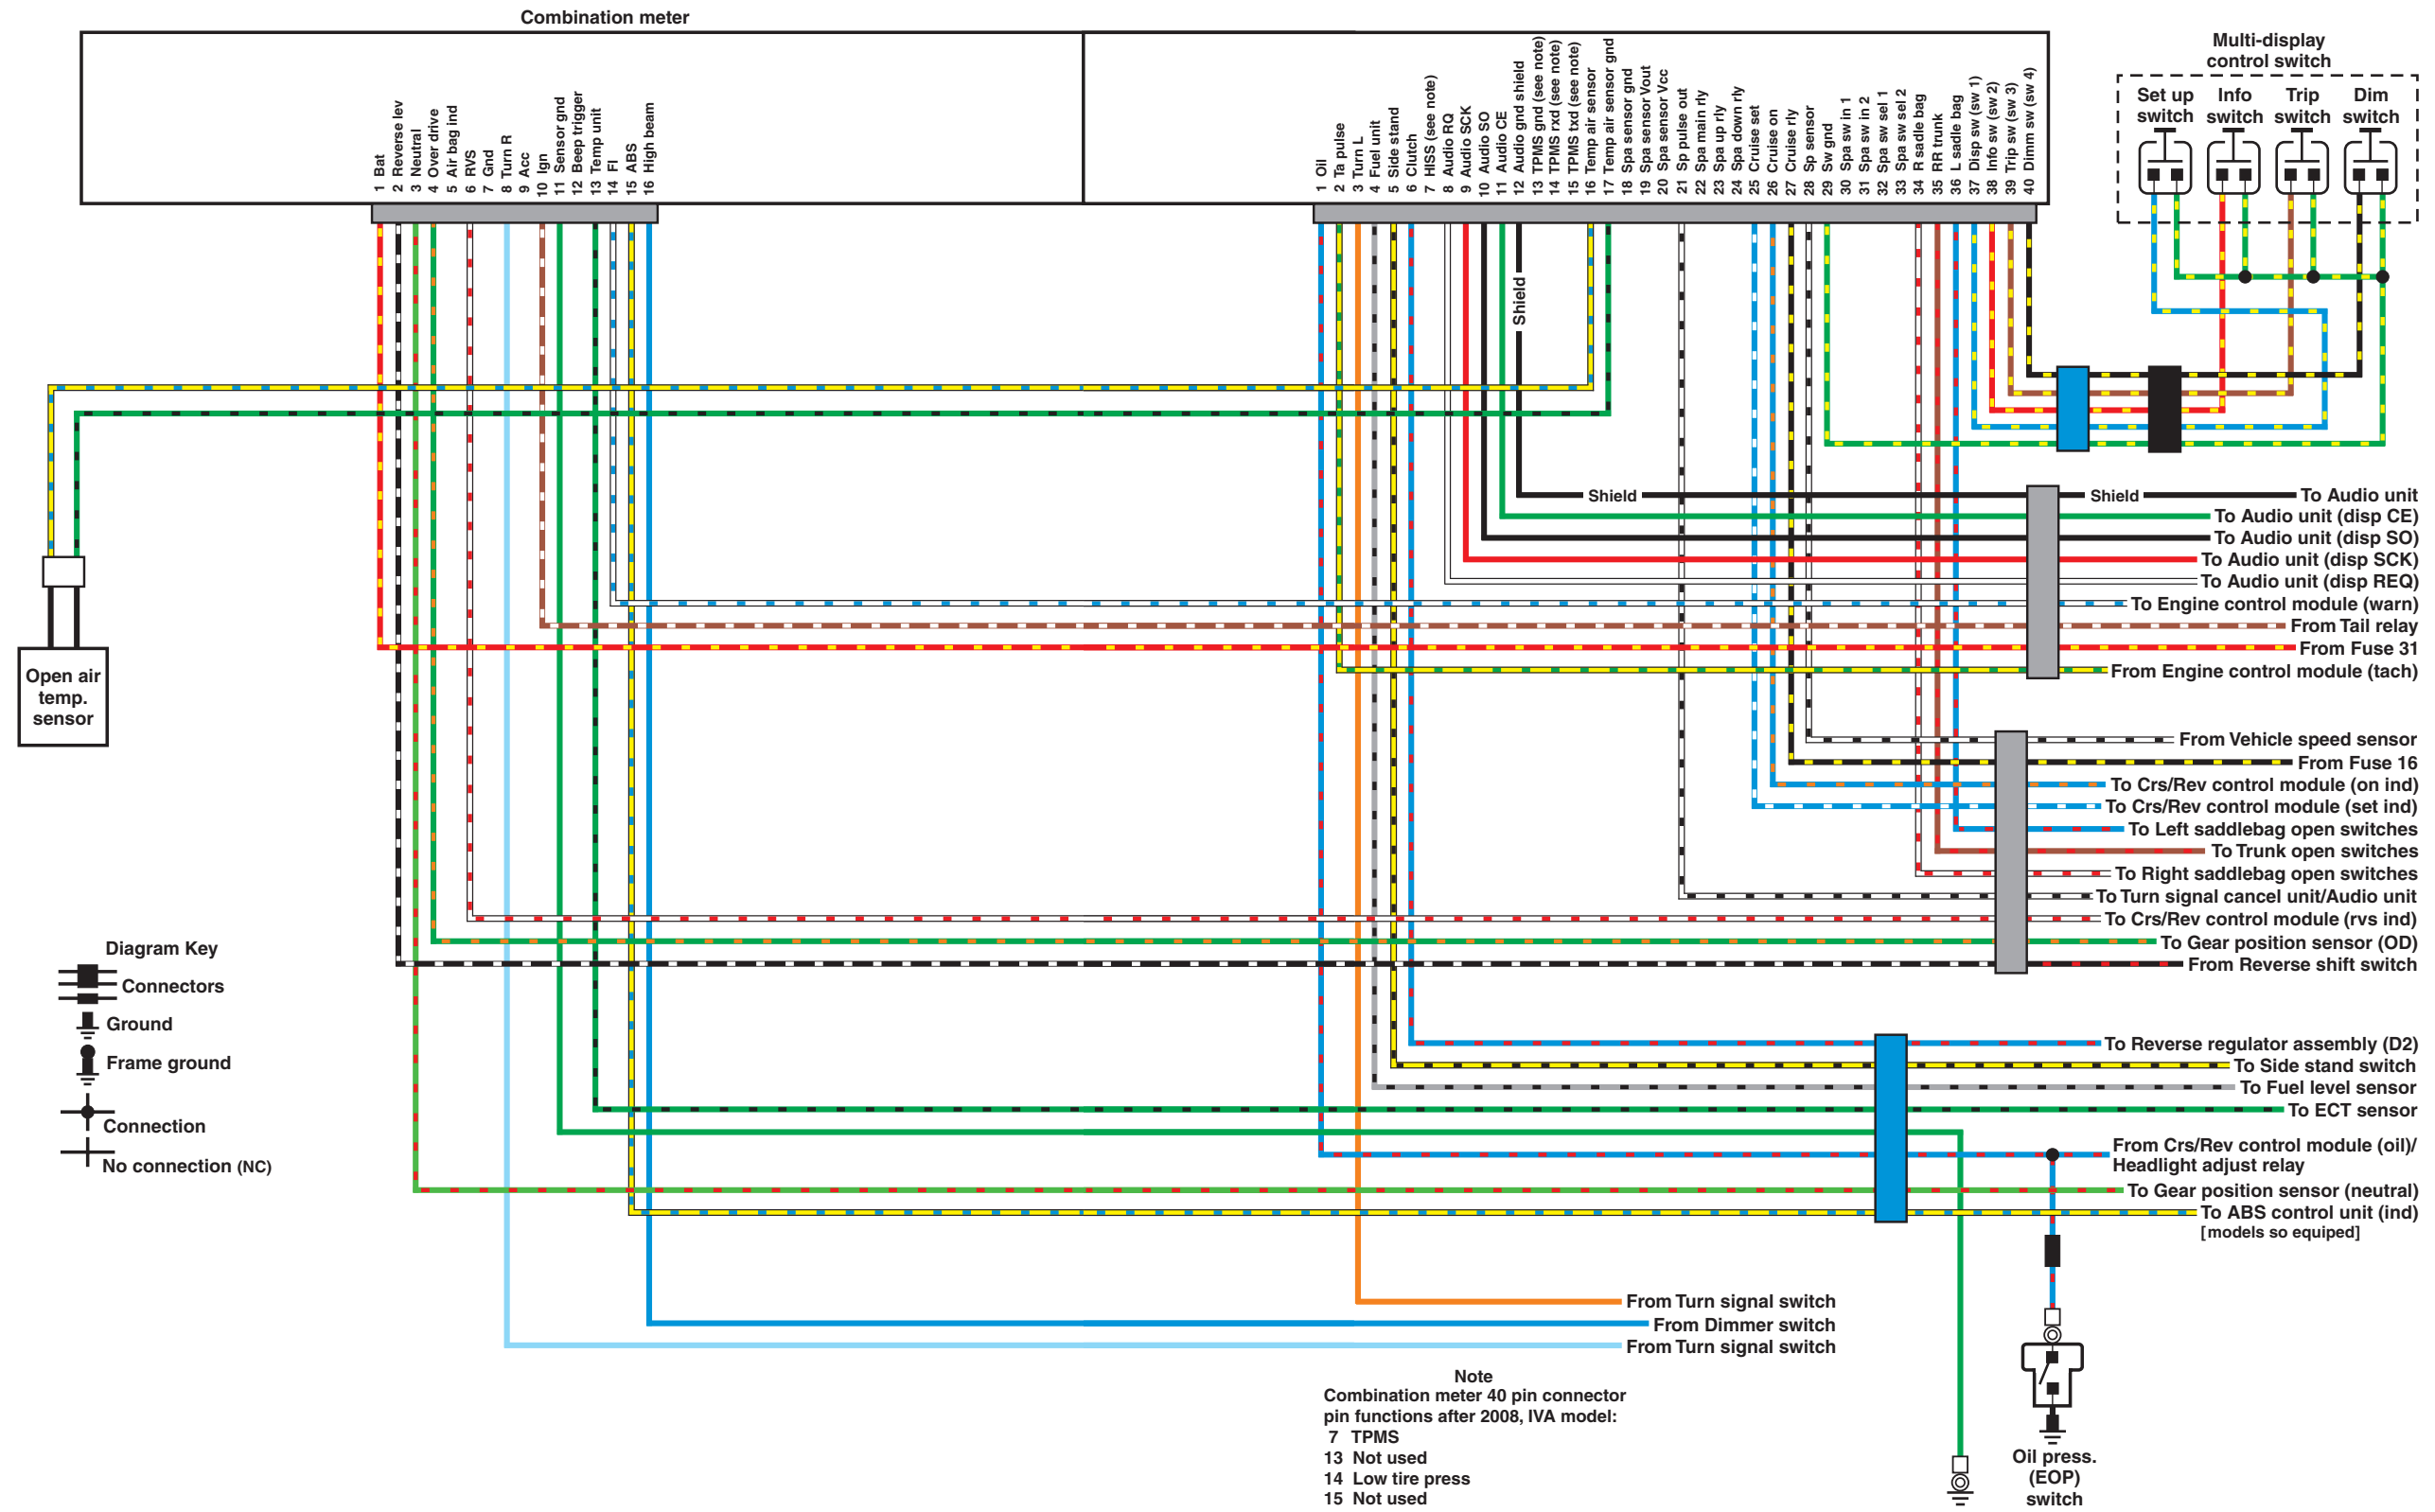 Combination meter
1 Bat
2 Reverse lev
3 Neutral
4 Over drive
5 Air bag ind
6 RVS
7 Gnd
8 Turn R
9 Acc
10 Ign
11 Sensor gnd
12 Beep trigger
13 Temp unit
14 FI
15 ABS
16 High beam
1 Oil
2 Ta pulse
3 Turn L
4 Fuel unit
5 Side stand
6 Clutch
7 HISS (see note)
8 Audio RQ
9 Audio SCK
10 Audio SO
11 Audio CE
12 Audio gnd shield
13 TPMS gnd (see note)
14 TPMS rxd (see note)
15 TPMS txd (see note)
16 Temp air sensor
17 Temp air sensor gnd
18 Spa sensor gnd
19 Spa sensor Vout
20 Spa sensor Vcc
21 Sp pulse out
22 Spa main rly
23 Spa up rly
24 Spa down rly
25 Cruise set
26 Cruise on
27 Cruise rly
28 Sp sensor
29 Sw gnd
30 Spa sw in 1
31 Spa sw in 2
32 Spa sw sel 1
33 Spa sw sel 2
34 R sadle bag
35 RR trunk
36 L sadle bag
37 Disp sw (sw 1)
38 Info sw (sw 2)
39 Trip sw (sw 3)
40 Dimm sw (sw 4)
Multi-display
control switch
Set up
switch
Info
switch
Trip
switch
Dim
switch
Shield
Shield
Shield
To Audio unit
To Audio unit (disp CE)
To Audio unit (disp SO)
To Audio unit (disp SCK)
To Audio unit (disp REQ)
To Engine control module (warn)
From Tail relay
From Fuse 31
From Engine control module (tach)
Open air
temp.
sensor
From Vehicle speed sensor
From Fuse 16
To Crs/Rev control module (on ind)
To Crs/Rev control module (set ind)
To Left saddlebag open switches
To Trunk open switches
To Right saddlebag open switches
To Turn signal cancel unit/Audio unit
To Crs/Rev control module (rvs ind)
To Gear position sensor (OD)
From Reverse shift switch
Diagram Key
Connectors
Ground
Frame ground
Connection
No connection (NC)
To Reverse regulator assembly (D2)
To Side stand switch
To Fuel level sensor
To ECT sensor
From Crs/Rev control module (oil)/
Headlight adjust relay
To Gear position sensor (neutral)
To ABS control unit (ind)
[models so equiped]
From Turn signal switch
From Dimmer switch
From Turn signal switch
Note
Combination meter 40 pin connector
pin functions after 2008, IVA model:
7 TPMS
13 Not used
14 Low tire press
15 Not used
Oil press.
(EOP)
switch